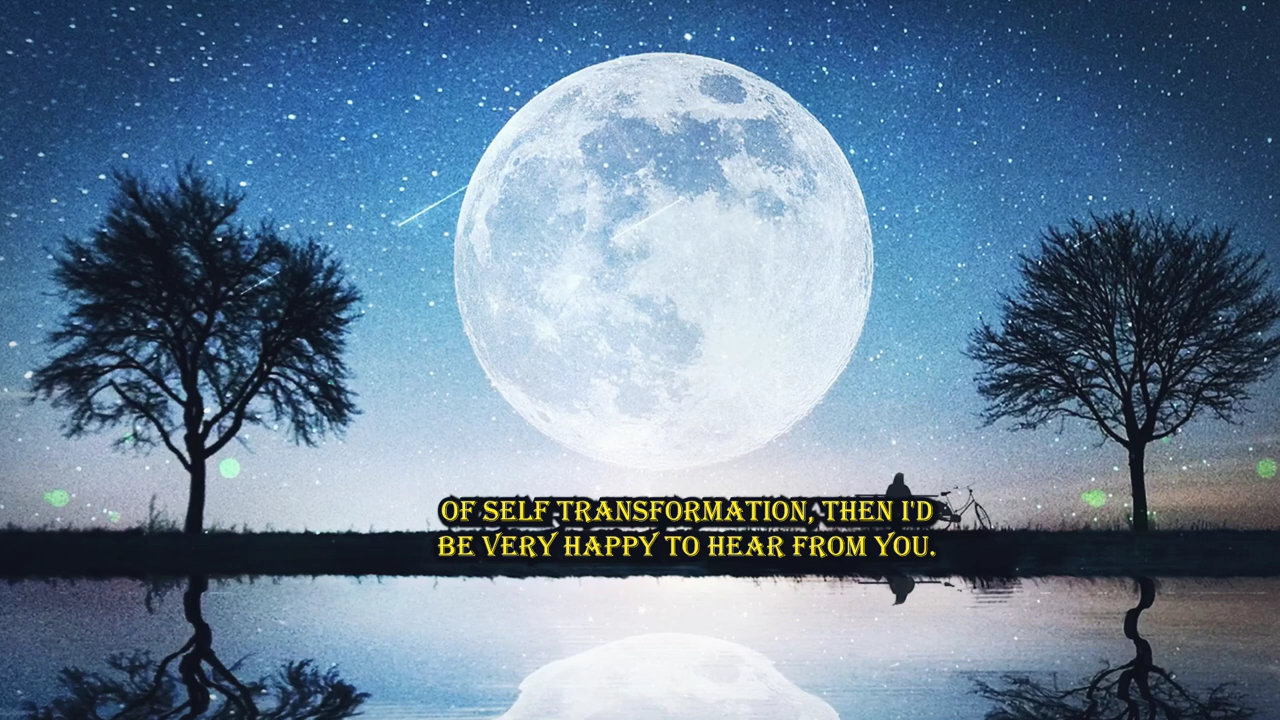 OF SELF TRANSFORMATION, THEN I'D
BE VERY HAPPY TO HEAR FROM YOU.